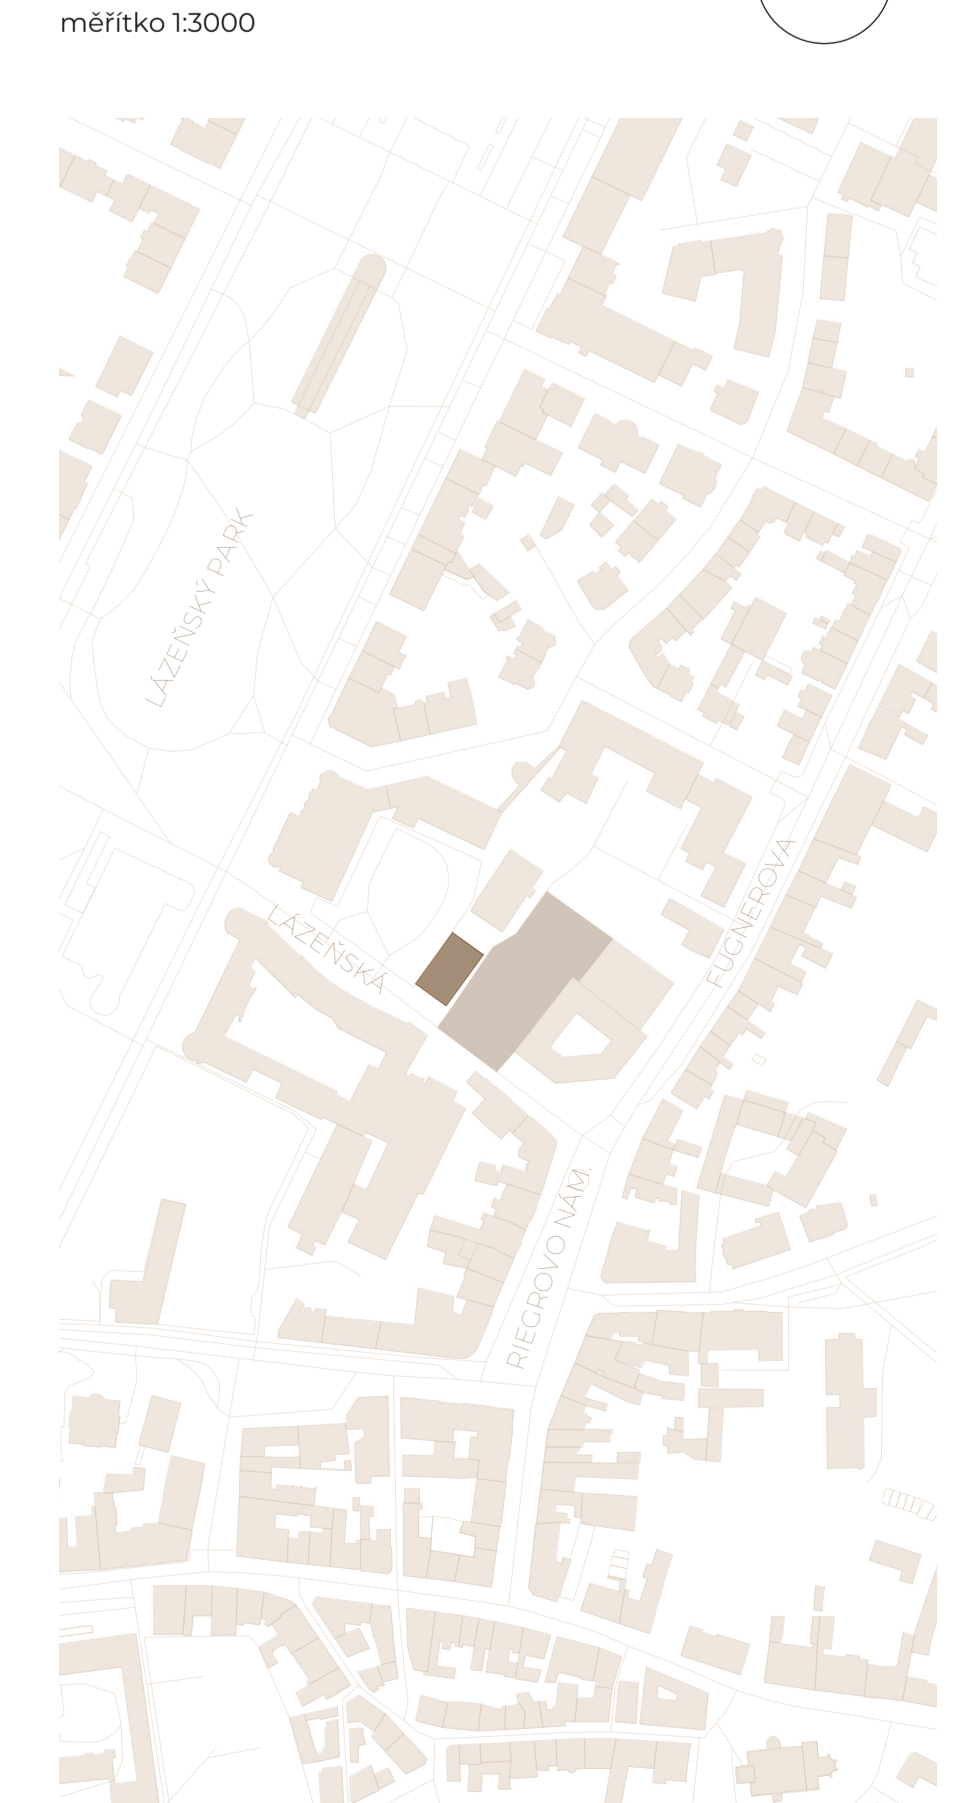 měřítko 1:3000
LÁZEŇSKÝ PARK
FUGNEROVA
LÁZEŇSKÁ
RIEGROVO NÁM.